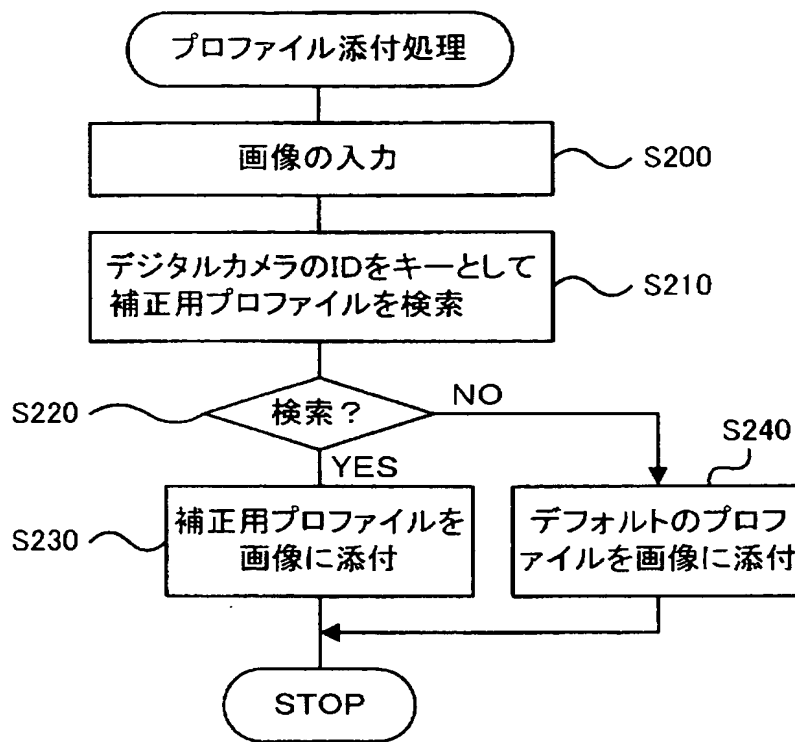 プロファイル添付処理
画像の入力
S200
デジタルカメラのIDをキーとして
補正用プロファイルを検索
S210
S220
検索？
NO
YES
S240
S230
補正用プロファイルを
画像に添付
デフォルトのプロフ
ァイルを画像に添付
STOP